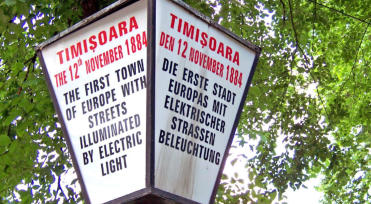 TIMIŞOARA
THE 12th NOVEMBER 1884
THE FIRST TOWN
OF EUROPE WITH
STREETS
ILLUMINATED
BY ELECTRIC
LIGHT
TIMIŞOARA
DEN 12 NOVEMBER 1884
DIE ERSTE STADT
EUROPAS MIT
ELEKTRISCHER
STRASSEN
BELEUCHTUNG